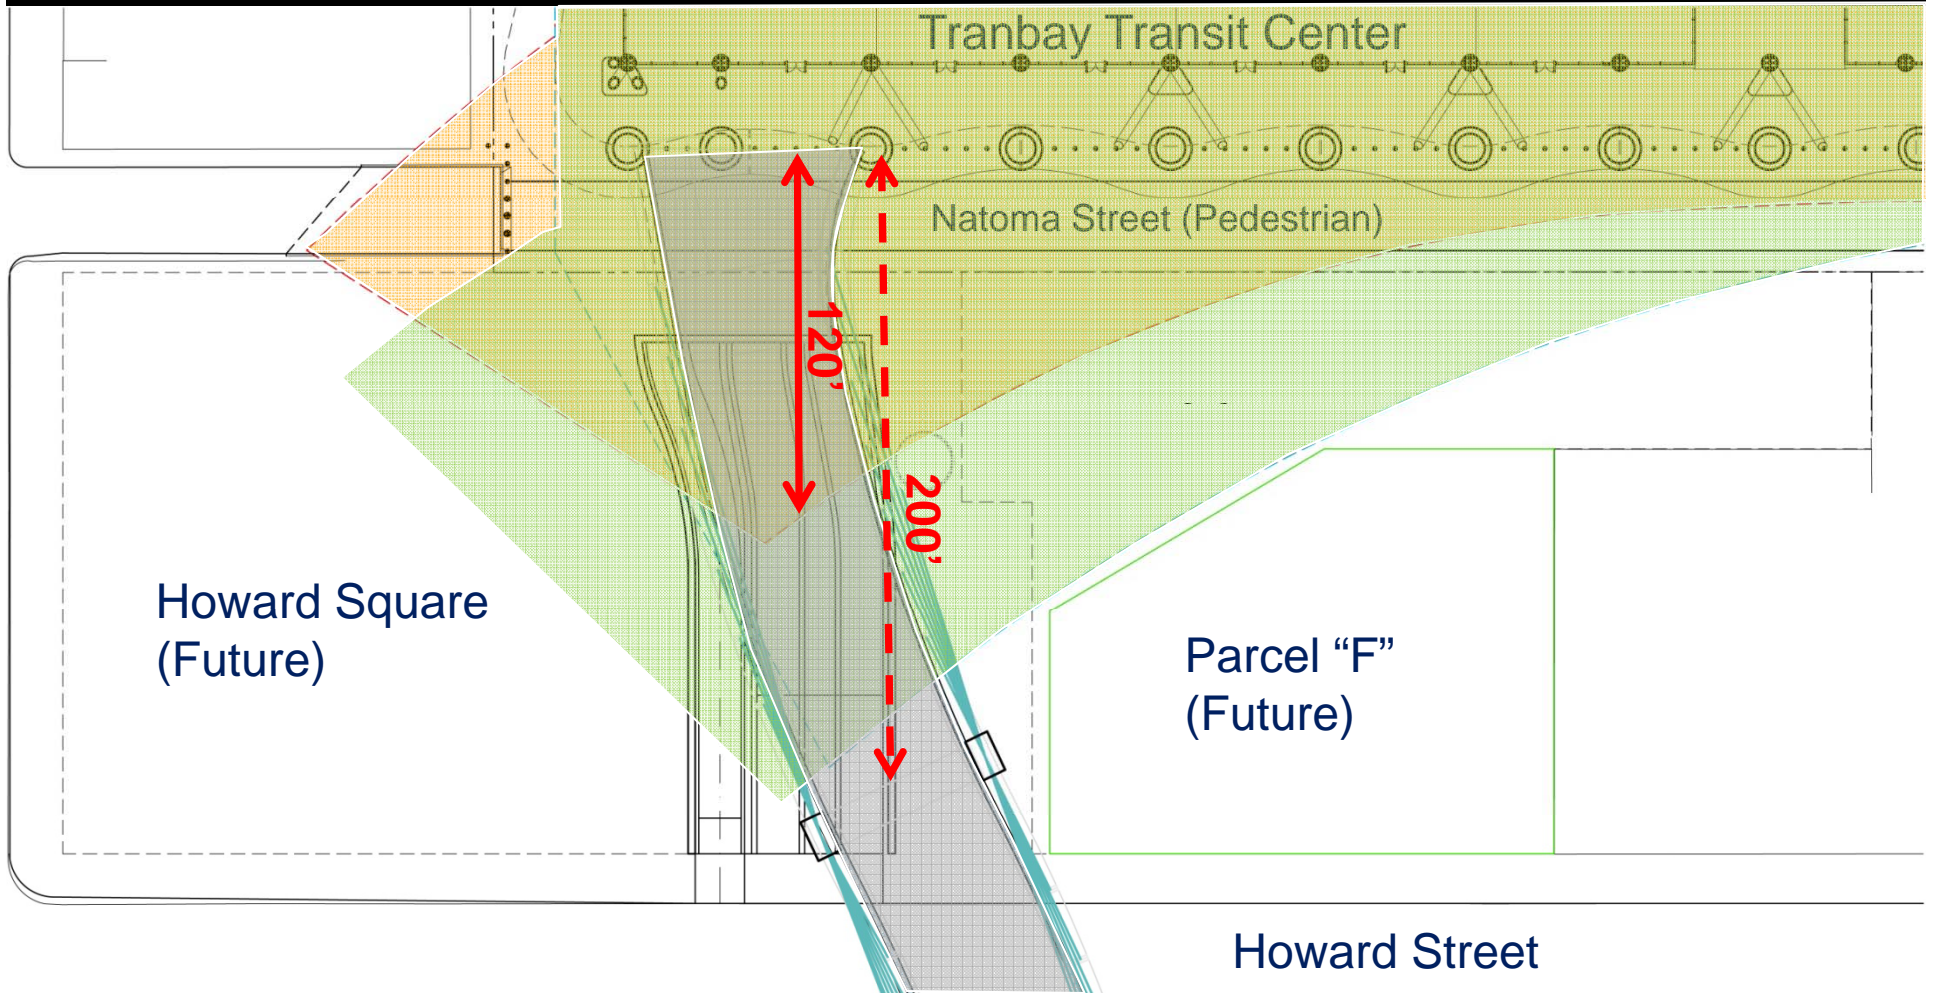 Tranbay Transit Center
Natoma Street (Pedestrian)
120’
200’
Howard Square
(Future)
Parcel “F”
(Future)
Howard Street